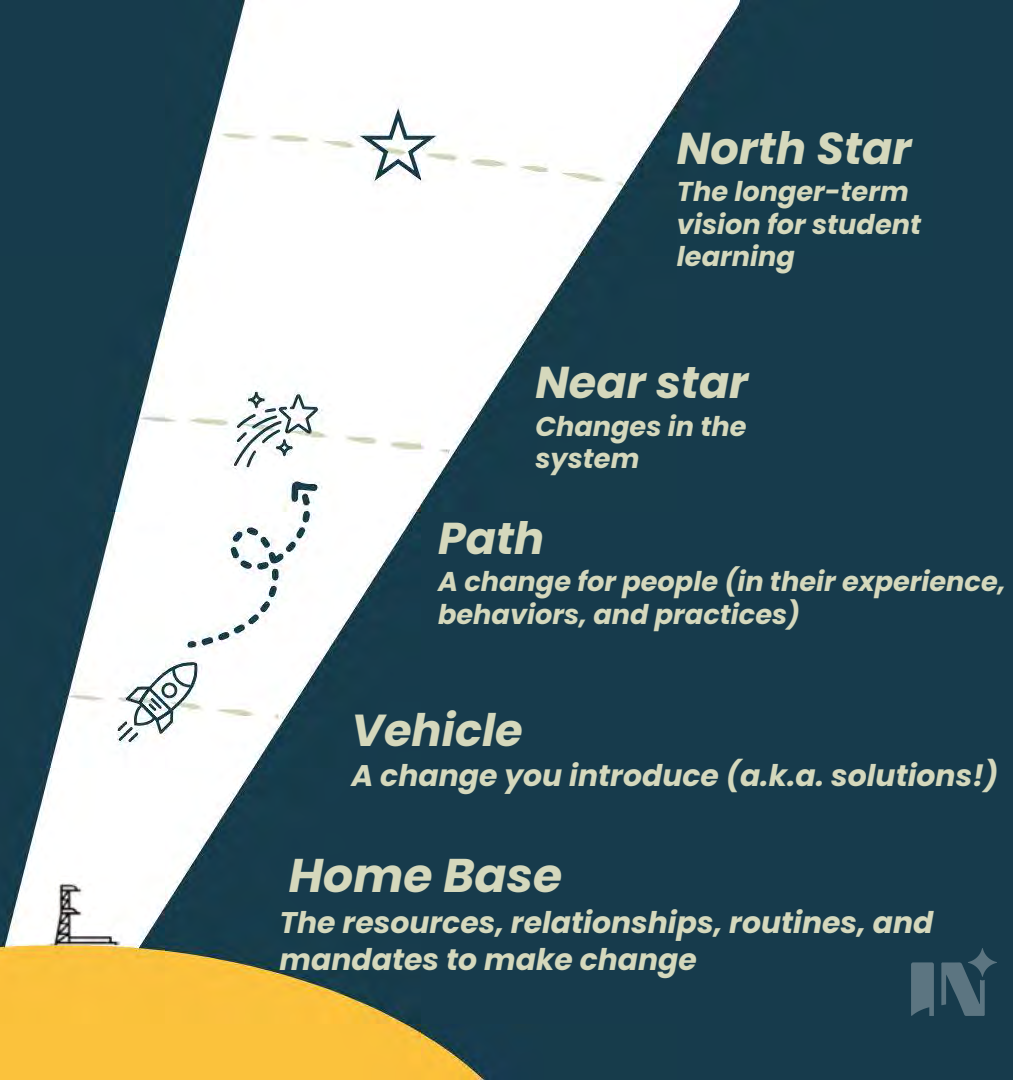 North Star
The longer-term
vision for student
learning
Near star
Changes in the
system
Path
A change for people (in their experience,
behaviors, and practices)
Vehicle
A change you introduce (a.k.a. solutions!)
Home Base
The resources, relationships, routines, and
mandates to make change
IN